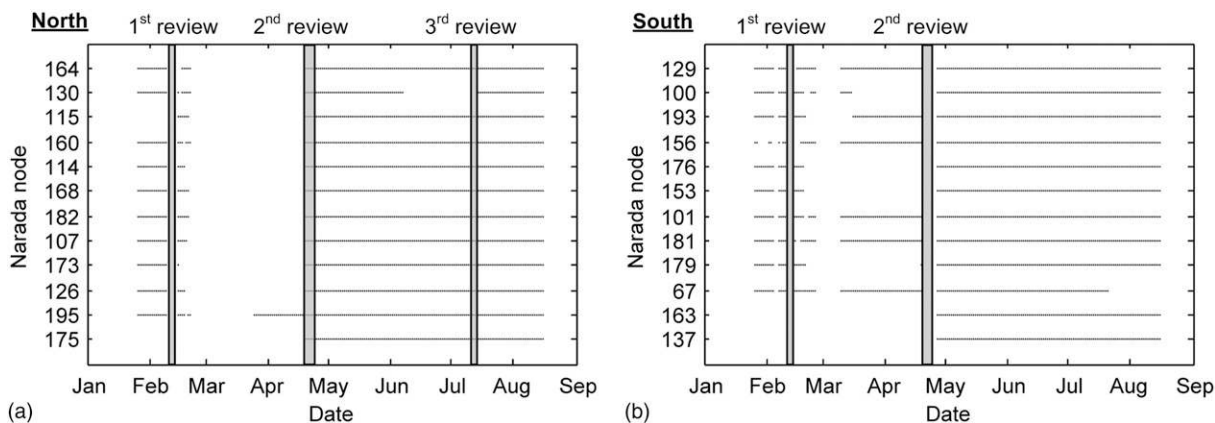 North 1st review 2nd review 3rd review
164
130
115
160
114
168
182
107
173
126
195
175
Narada node
Jan Feb Mar Apr May Jun Jul Aug Sep
Date
(a)
South 1st review 2nd review
129
100
193
156
176
153
101
181
179
67
163
137
Narada node
Jan Feb Mar Apr May Jun Jul Aug Sep
Date
(b)